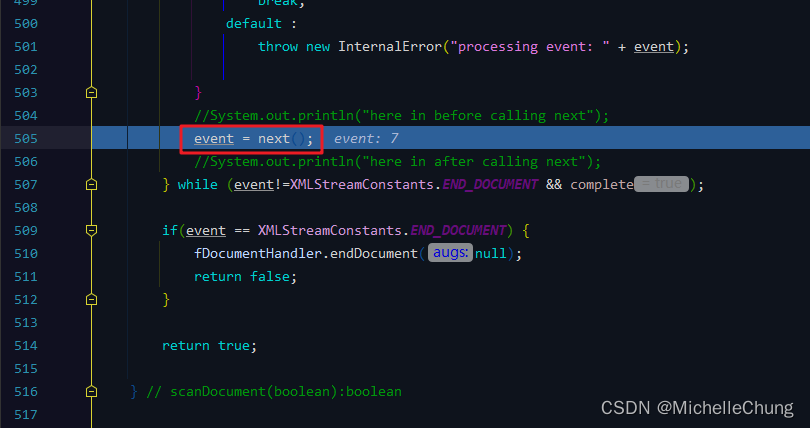 499 break;
500 default :
501 throw new InternalError("processing event: " + event);
502
503 }
504 //System.out.println("here in before calling next");
505 event = next(); event: 7
506 //System.out.println("here in after calling next");
507 } while (event!=XMLStreamConstants.END_DOCUMENT && complete = true );
508
509 if(event == XMLStreamConstants.END_DOCUMENT) {
510 fDocumentHandler.endDocument( augs: null);
511 return false;
512 }
513
514 return true;
515
516 } // scanDocument(boolean):boolean
517
CSDN @MichelleChung